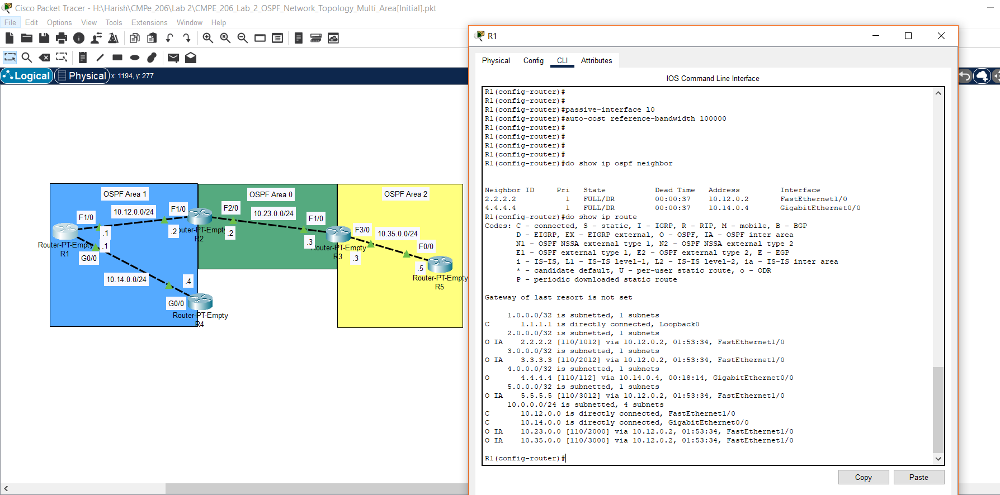 Cisco Packet Tracer - H:\Harish\CMPe_206\Lab 2\CMPE_206_Lab_2_OSPF_Network_Topology_Multi_Area[Initial].pkt
File Edit Options View Tools Extensions Window Help
Logical Physical x: 1194, y: 277
OSPF Area 1
OSPF Area 0
OSPF Area 2
F1/0
10.12.0.0/24
F1/0
F2/0
10.23.0.0/24
F1/0
F3/0
10.35.0.0/24
F0/0
.1
.2
.2
.3
.3
.5
.1
Router-PT-Empty
R1
outer-PT-Empty
R2
Router-PT-Empty
R3
Router-PT-Empty
R5
G0/0
10.14.0.0/24
.4
G0/0
Router-PT-Empty
R4
R1
Physical Config CLI Attributes
IOS Command Line Interface
R1(config-router)#
R1(config-router)#
R1(config-router)#passive-interface l0
R1(config-router)#auto-cost reference-bandwidth 100000
R1(config-router)#
R1(config-router)#
R1(config-router)#
R1(config-router)#
R1(config-router)#do show ip ospf neighbor
Neighbor ID Pri State Dead Time Address Interface
2.2.2.2 1 FULL/DR 00:00:37 10.12.0.2 FastEthernet1/0
4.4.4.4 1 FULL/DR 00:00:37 10.14.0.4 GigabitEthernet0/0
R1(config-router)#do show ip route
Codes: C - connected, S - static, I - IGRP, R - RIP, M - mobile, B - BGP
D - EIGRP, EX - EIGRP external, O - OSPF, IA - OSPF inter area
N1 - OSPF NSSA external type 1, N2 - OSPF NSSA external type 2
E1 - OSPF external type 1, E2 - OSPF external type 2, E - EGP
i - IS-IS, L1 - IS-IS level-1, L2 - IS-IS level-2, ia - IS-IS inter area
* - candidate default, U - per-user static route, o - ODR
P - periodic downloaded static route
Gateway of last resort is not set
1.0.0.0/32 is subnetted, 1 subnets
C 1.1.1.1 is directly connected, Loopback0
2.0.0.0/32 is subnetted, 1 subnets
O IA 2.2.2.2 [110/1012] via 10.12.0.2, 01:53:34, FastEthernet1/0
3.0.0.0/32 is subnetted, 1 subnets
O IA 3.3.3.3 [110/2012] via 10.12.0.2, 01:53:34, FastEthernet1/0
4.0.0.0/32 is subnetted, 1 subnets
O 4.4.4.4 [110/112] via 10.14.0.4, 00:18:14, GigabitEthernet0/0
5.0.0.0/32 is subnetted, 1 subnets
O IA 5.5.5.5 [110/3012] via 10.12.0.2, 01:53:34, FastEthernet1/0
10.0.0.0/24 is subnetted, 4 subnets
C 10.12.0.0 is directly connected, FastEthernet1/0
C 10.14.0.0 is directly connected, GigabitEthernet0/0
O IA 10.23.0.0 [110/2000] via 10.12.0.2, 01:53:34, FastEthernet1/0
O IA 10.35.0.0 [110/3000] via 10.12.0.2, 01:53:34, FastEthernet1/0
R1(config-router)#
Copy Paste